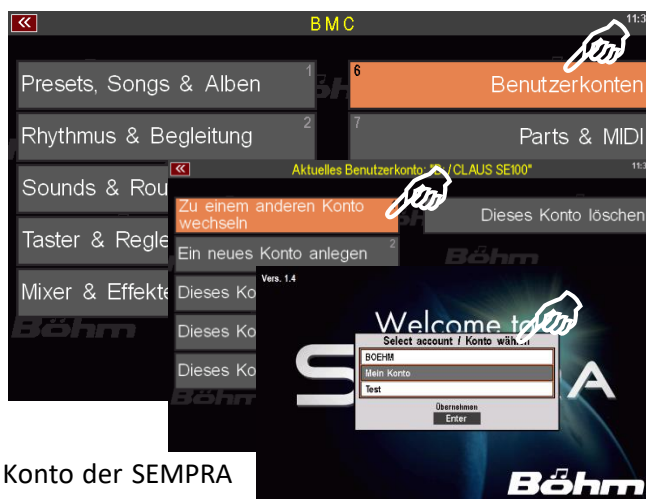 BMC
11:3
Presets, Songs & Alben 1
6 Benutzerkonten
Rhythmus & Begleitung 2
7 Parts & MIDI
Sounds & Rou
Taster & Regle
Mixer & Effekte
Böhm
Aktuelles Benutzerkonto: CLAUS SE100"
11:3
Zu einem anderen Konto
wechseln
Dieses Konto löschen
Ein neues Konto anlegen 2
Böhm
Dieses Ko
Dieses Ko
Dieses Ko
Vers. 1.4
Welcome to
Select account / Konto wählen
BOEHM
Mein Konto
Test
Übernehmen
Enter
Böhm
Konto der SEMPRA